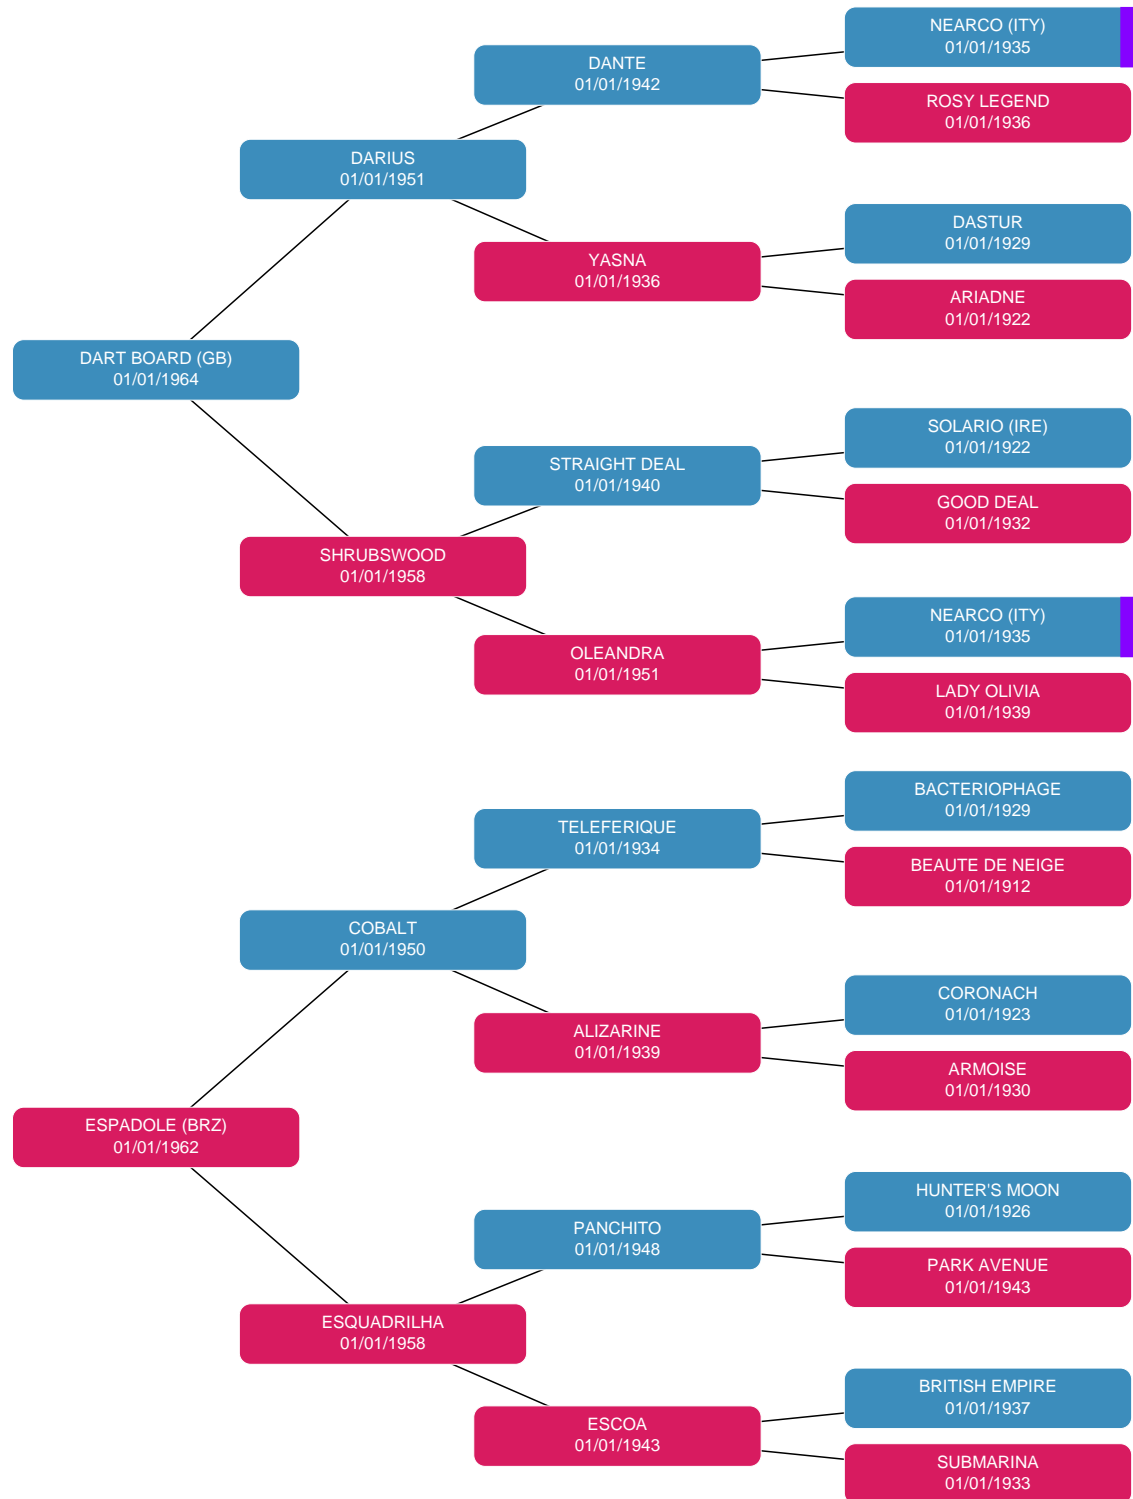 NEARCO (ITY)
01/01/1935
DANTE
01/01/1942
ROSY LEGEND
01/01/1936
DARIUS
01/01/1951
DASTUR
01/01/1929
YASNA
01/01/1936
ARIADNE
01/01/1922
DART BOARD (GB)
01/01/1964
SOLARIO (IRE)
01/01/1922
STRAIGHT DEAL
01/01/1940
GOOD DEAL
01/01/1932
SHRUBSWOOD
01/01/1958
NEARCO (ITY)
01/01/1935
OLEANDRA
01/01/1951
LADY OLIVIA
01/01/1939
BACTERIOPHAGE
01/01/1929
TELEFERIQUE
01/01/1934
BEAUTE DE NEIGE
01/01/1912
COBALT
01/01/1950
CORONACH
01/01/1923
ALIZARINE
01/01/1939
ARMOISE
01/01/1930
ESPADOLE (BRZ)
01/01/1962
HUNTER'S MOON
01/01/1926
PANCHITO
01/01/1948
PARK AVENUE
01/01/1943
ESQUADRILHA
01/01/1958
BRITISH EMPIRE
01/01/1937
ESCOA
01/01/1943
SUBMARINA
01/01/1933